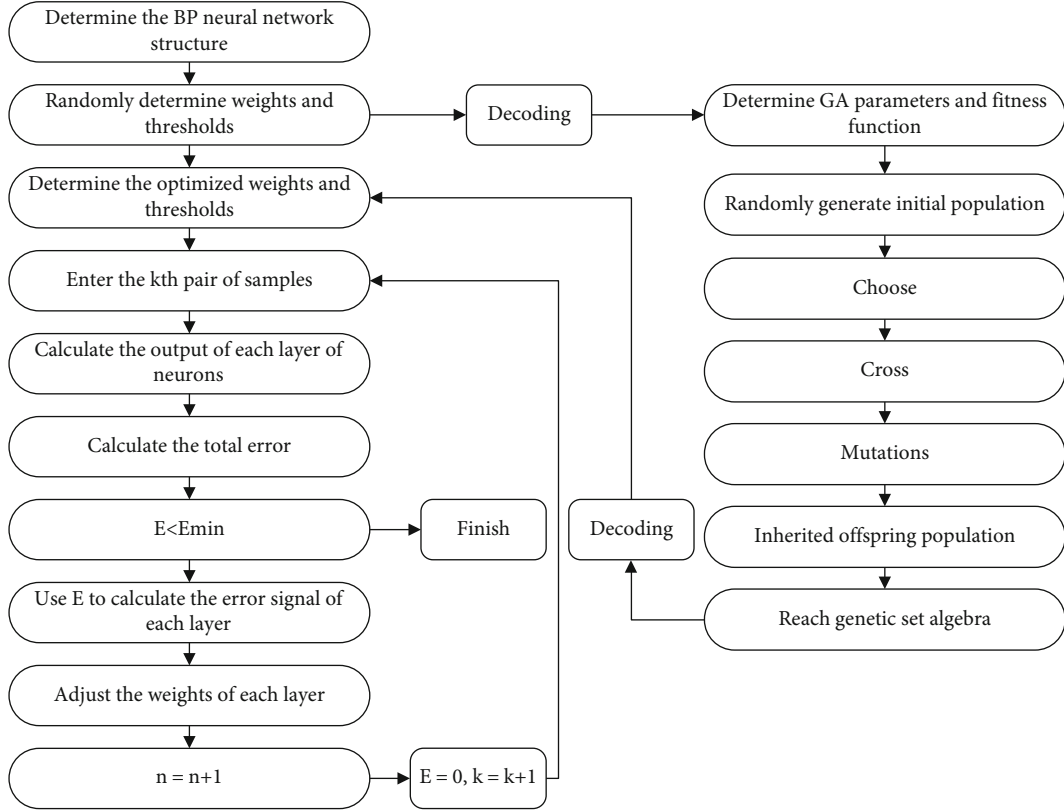 Determine the BP neural network
structure
Randomly determine weights and
thresholds
Determine the optimized weights and
thresholds
Enter the kth pair of samples
Calculate the output of each layer of
neurons
Calculate the total error
E<Emin
Use E to calculate the error signal of
each layer
Adjust the weights of each layer
n = n+1
Decoding
Finish
E = 0, k = k+1
Decoding
Determine GA parameters and fitness
function
Randomly generate initial population
Choose
Cross
Mutations
Inherited offspring population
Reach genetic set algebra